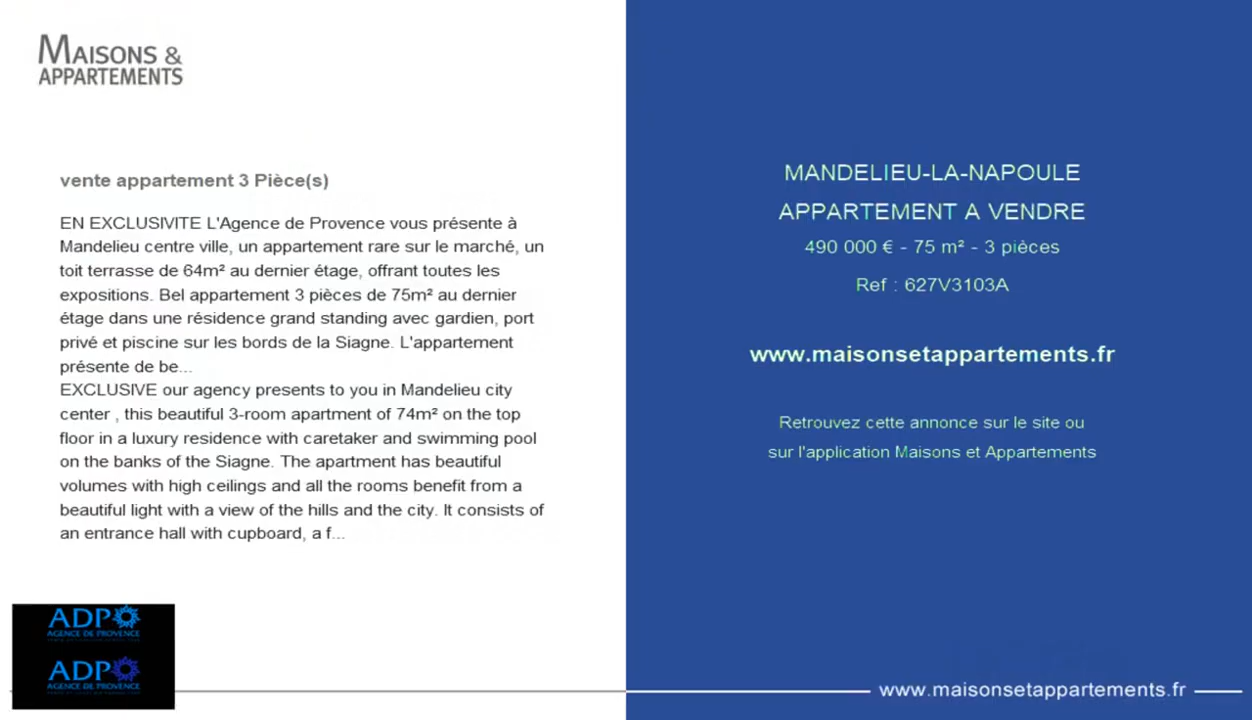 MAISONS &
APPARTEMENTS
vente appartement 3 Pièce(s)
EN EXCLUSIVITE L'Agence de Provence vous présente à
Mandelieu centre ville, un appartement rare sur le marché, un
toit terrasse de 64m² au dernier étage, offrant toutes les
expositions. Bel appartement 3 pièces de 75m² au dernier
étage dans une résidence grand standing avec gardien, port
privé et piscine sur les bords de la Siagne. L'appartement
présente de be...
EXCLUSIVE our agency presents to you in Mandelieu city
center , this beautiful 3-room apartment of 74m² on the top
floor in a luxury residence with caretaker and swimming pool
on the banks of the Siagne. The apartment has beautiful
volumes with high ceilings and all the rooms benefit from a
beautiful light with a view of the hills and the city. It consists of
an entrance hall with cupboard, a f...
ADP
AGENCE DE PROVENCE
ADP
AGENCE DE PROVENCE
MANDELIEU-LA-NAPOULE
APPARTEMENT A VENDRE
490 000 € - 75 m² - 3 pièces
Ref : 627V3103A
www.maisonsetappartements.fr
Retrouvez cette annonce sur le site ou
sur l'application Maisons et Appartements
www.maisonsetappartements.fr